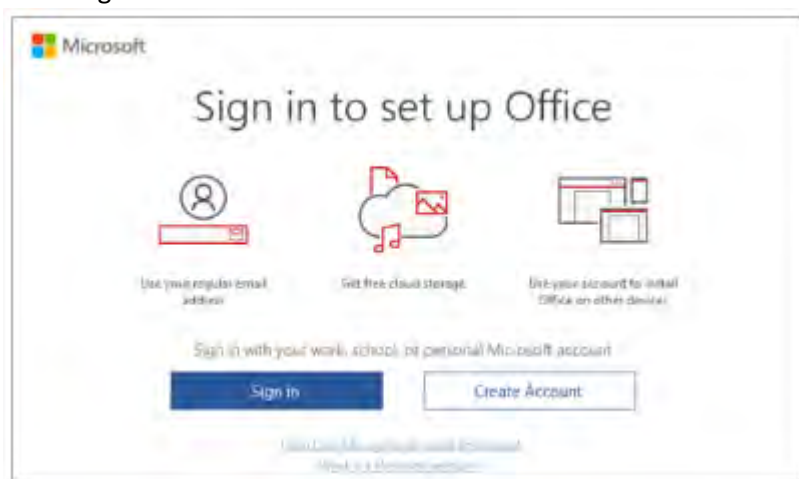 Microsoft
Sign in to set up Office
Use your regular email
address
Get free cloud storage
Use your account to install
Office on other devices
Sign in with your work, school, or personal Microsoft account
Sign in
Create Account